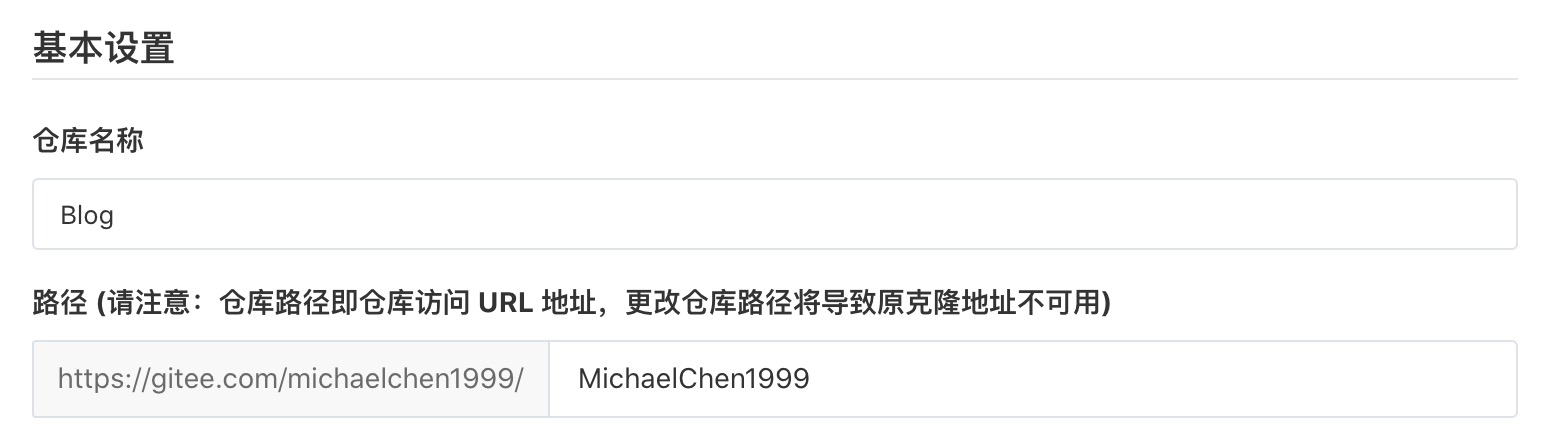 基本设置
仓库名称
Blog
路径 (请注意：仓库路径即仓库访问 URL 地址，更改仓库路径将导致原克隆地址不可用)
https://gitee.com/michaelchen1999/ MichaelChen1999